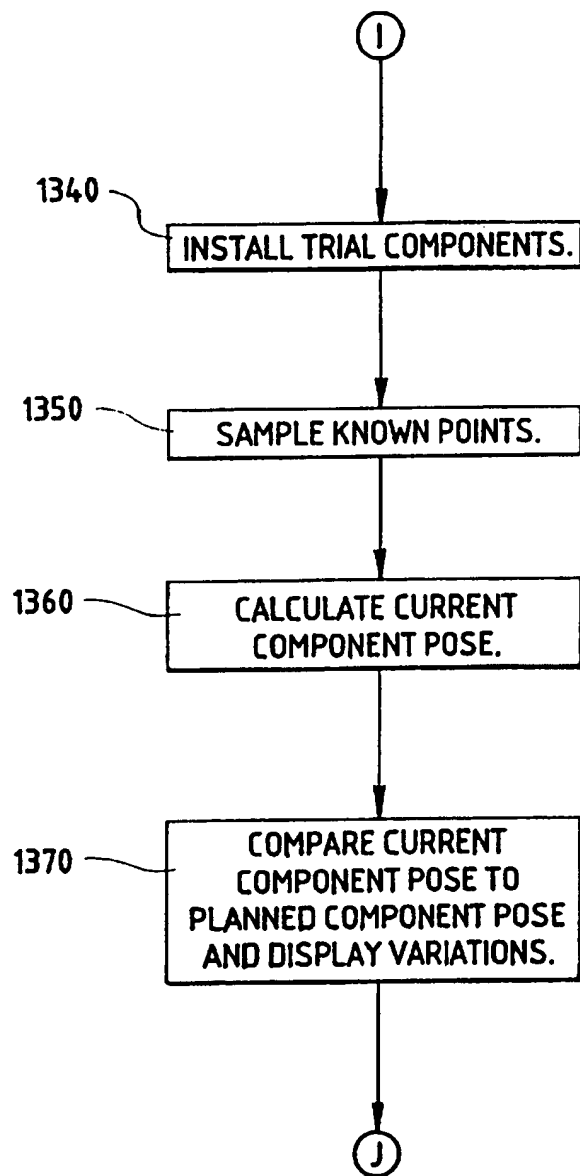 I
1340
INSTALL TRIAL COMPONENTS.
1350
SAMPLE KNOWN POINTS.
1360
CALCULATE CURRENT
COMPONENT POSE.
1370
COMPARE CURRENT
COMPONENT POSE TO
PLANNED COMPONENT POSE
AND DISPLAY VARIATIONS.
J